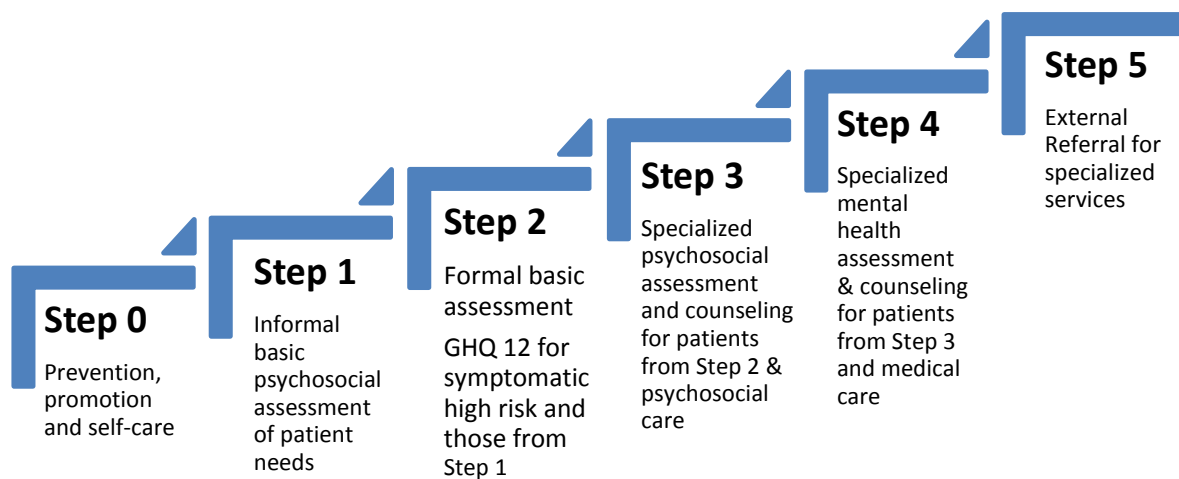 Step 0
Prevention,
promotion
and self-care
Step 1
Informal
basic
psychosocial
assessment
of patient
needs
Step 2
Formal basic
assessment
GHQ 12 for
symptomatic
high risk and
those from
Step 1
Step 3
Specialized
psychosocial
assessment
and counseling
for patients
from Step 2 &
psychosocial
care
Step 4
Specialized
mental
health
assessment
& counseling
for patients
from Step 3
and medical
care
Step 5
External
Referral for
specialized
services